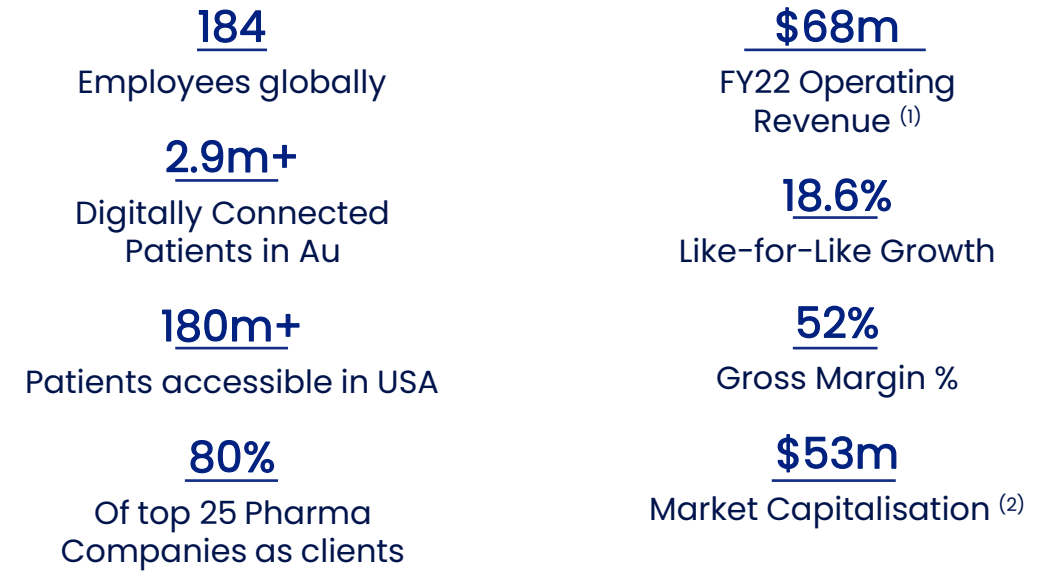 184
Employees globally
2.9m+
Digitally Connected
Patients in Au
180m+
Patients accessible in USA
80%
Of top 25 Pharma
Companies as clients
$68m
FY22 Operating
Revenue (1)
18.6%
Like-for-Like Growth
52%
Gross Margin %
$53m
Market Capitalisation (2)